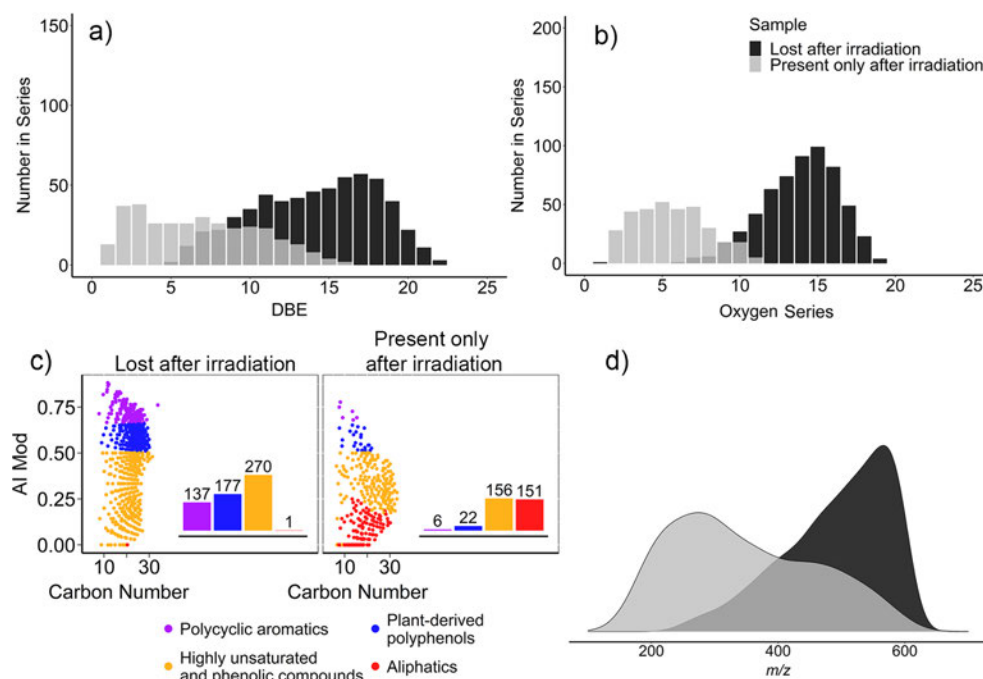 a)
Number in Series
150
100
50
0
0 5 10 15 20 25
DBE
b)
Number in Series
200
150
100
50
0
0 5 10 15 20 25
Oxygen Series
Sample
Lost after irradiation
Present only after irradiation
c)
Lost after irradiation
Present only
after irradiation
AI Mod
0.75
0.50
0.25
0.00
137 177 270 1
6 22 156 151
10 30
10 30
Carbon Number
Carbon Number
Polycyclic aromatics
Plant-derived
polyphenols
Highly unsaturated
and phenolic compounds
Aliphatics
d)
200 400 600
m/z